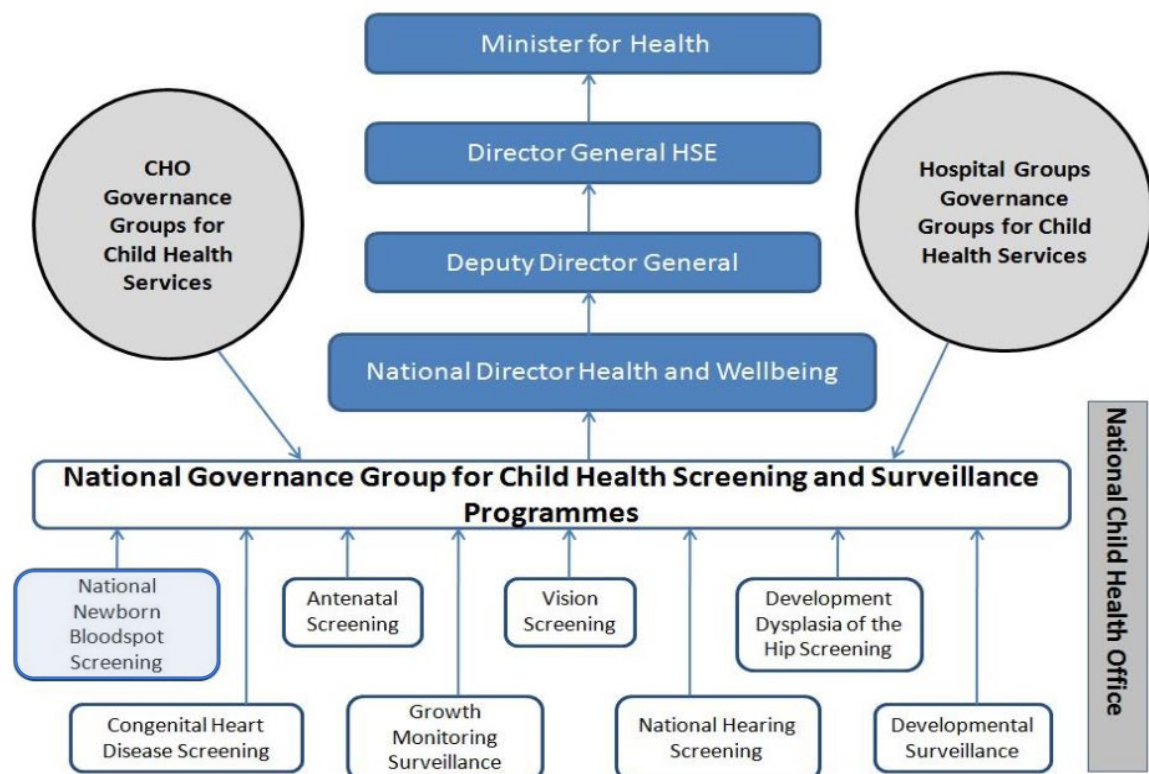 Minister for Health
Director General HSE
Deputy Director General
National Director Health and Wellbeing
CHO
Governance
Groups for
Child Health
Services
Hospital Groups
Governance
Groups for Child
Health Services
National Governance Group for Child Health Screening and Surveillance
Programmes
National
Newborn
Bloodspot
Screening
Antenatal
Screening
Vision
Screening
Development
Dysplasia of the
Hip Screening
Congenital Heart
Disease Screening
Growth
Monitoring
Surveillance
National Hearing
Screening
Developmental
Surveillance
National Child Health Office